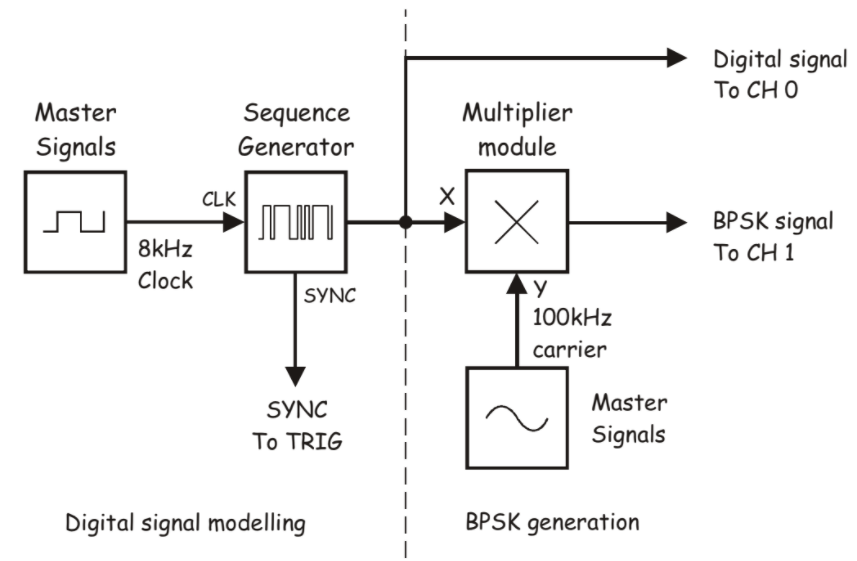 Digital signal
To CH 0
Master
Signals
Sequence
Generator
Multiplier
module
CLK
X
8kHz
Clock
BPSK signal
To CH 1
SYNC
Y
100kHz
carrier
SYNC
To TRIG
Master
Signals
Digital signal modelling
BPSK generation